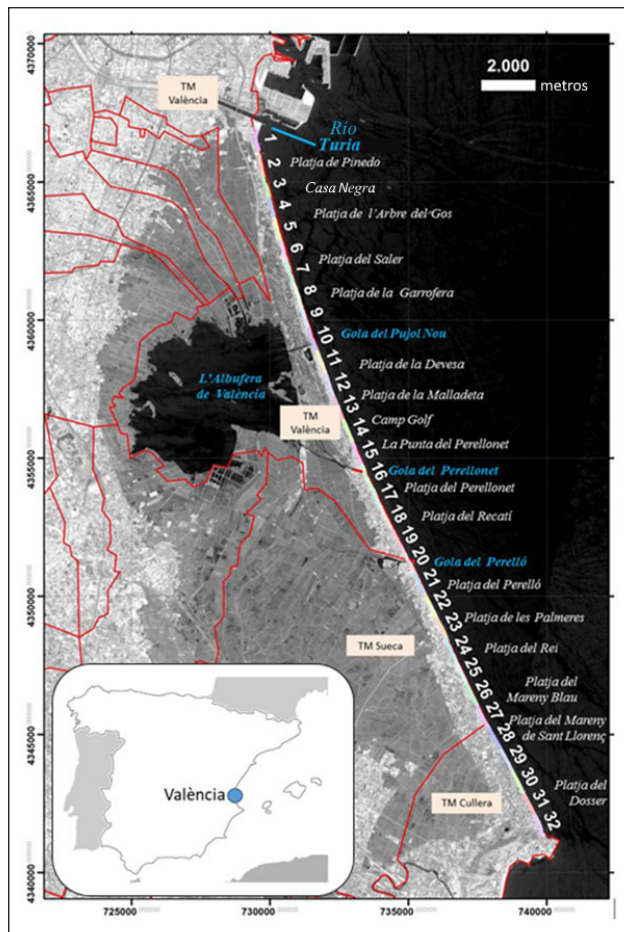 2.000
metros
TM
València
Río
Turia
1
2
Platja de Pinedo
3
Casa Negra
4
Platja de l'Arbre del Gos
5
6
Platja del Saler
7
8
Platja de la Garrofera
9
10
Gola del Pujol Nou
11
Platja de la Devesa
12
Platja de la Malladeta
13
Camp Golf
14
La Punta del Perellonet
15
16
Gola del Perellonet
17
Platja del Perellonet
18
Platja del Recatí
19
20
Gola del Perelló
21
Platja del Perelló
22
23
Platja de les Palmeres
24
Platja del Rei
25
26
Platja del
Mareny Blau
27
Platja del Mareny
de Sant Llorenç
28
29
30
Platja del
Dosser
31
32
L'Albufera
de València
TM
València
TM Sueca
TM Cullera
València
4370000
4365000
4360000
4355000
4350000
4345000
4340000
725000
730000
735000
740000